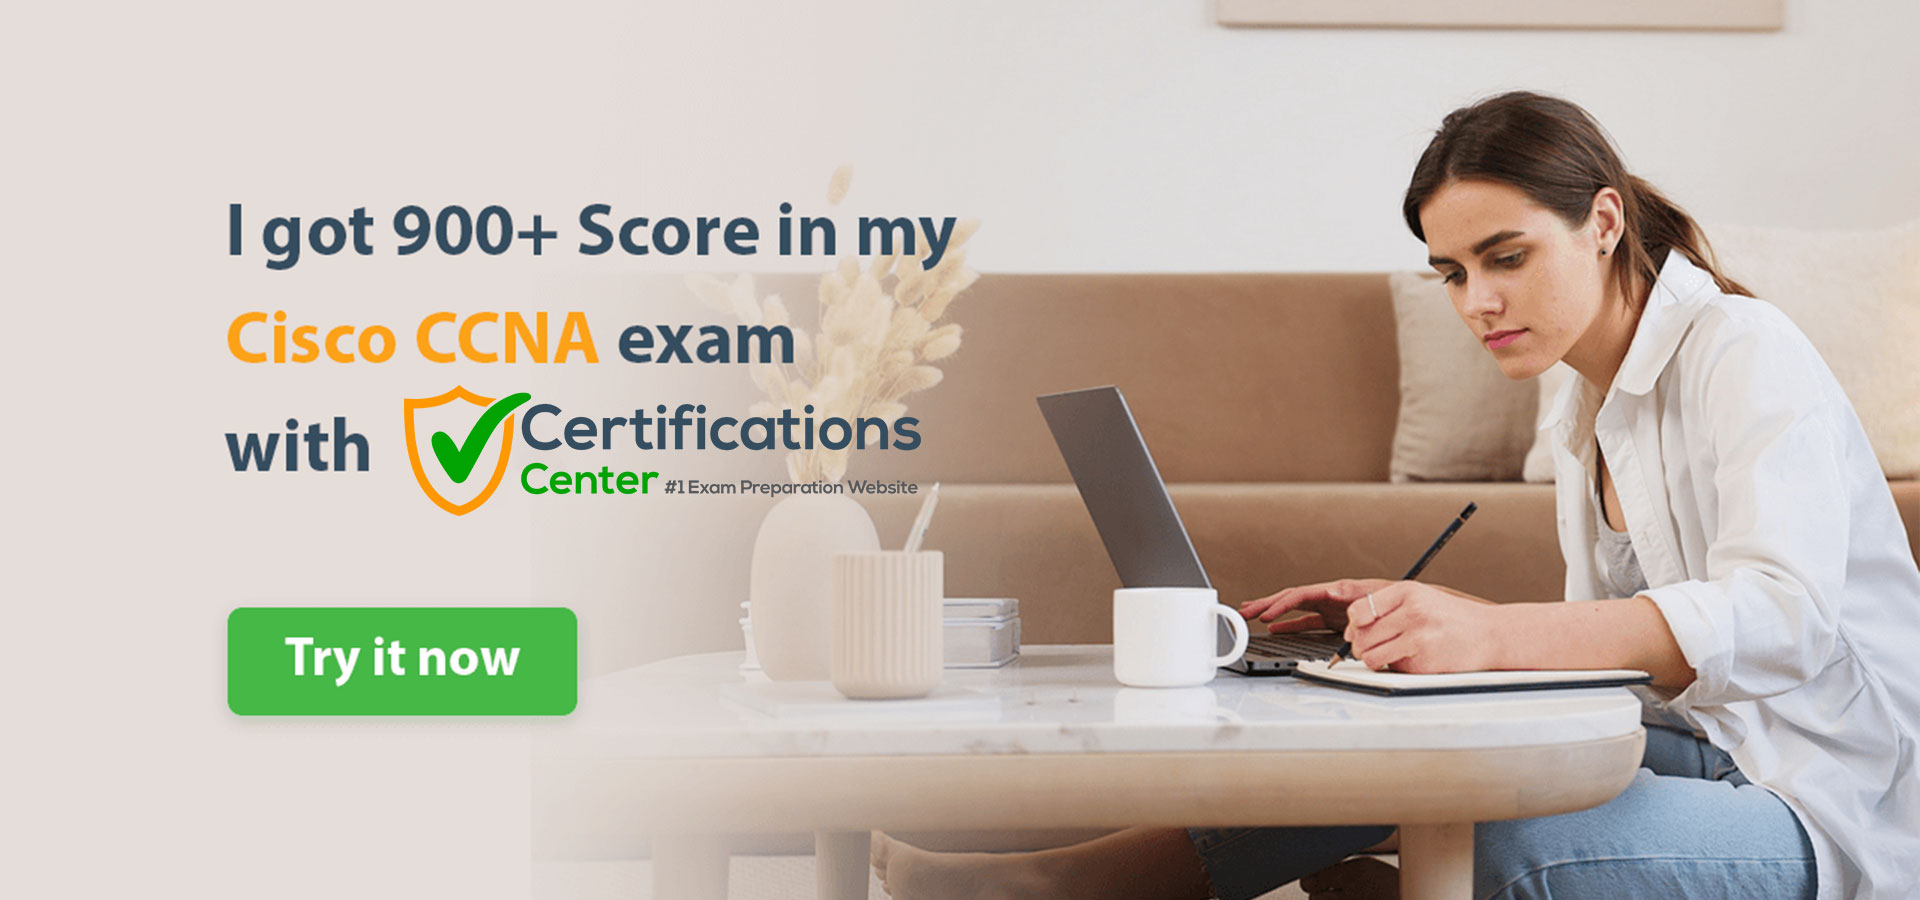 I got 900+ Score in my
Cisco CCNA exam
with Certifications
Center #1 Exam Preparation Website
Try it now